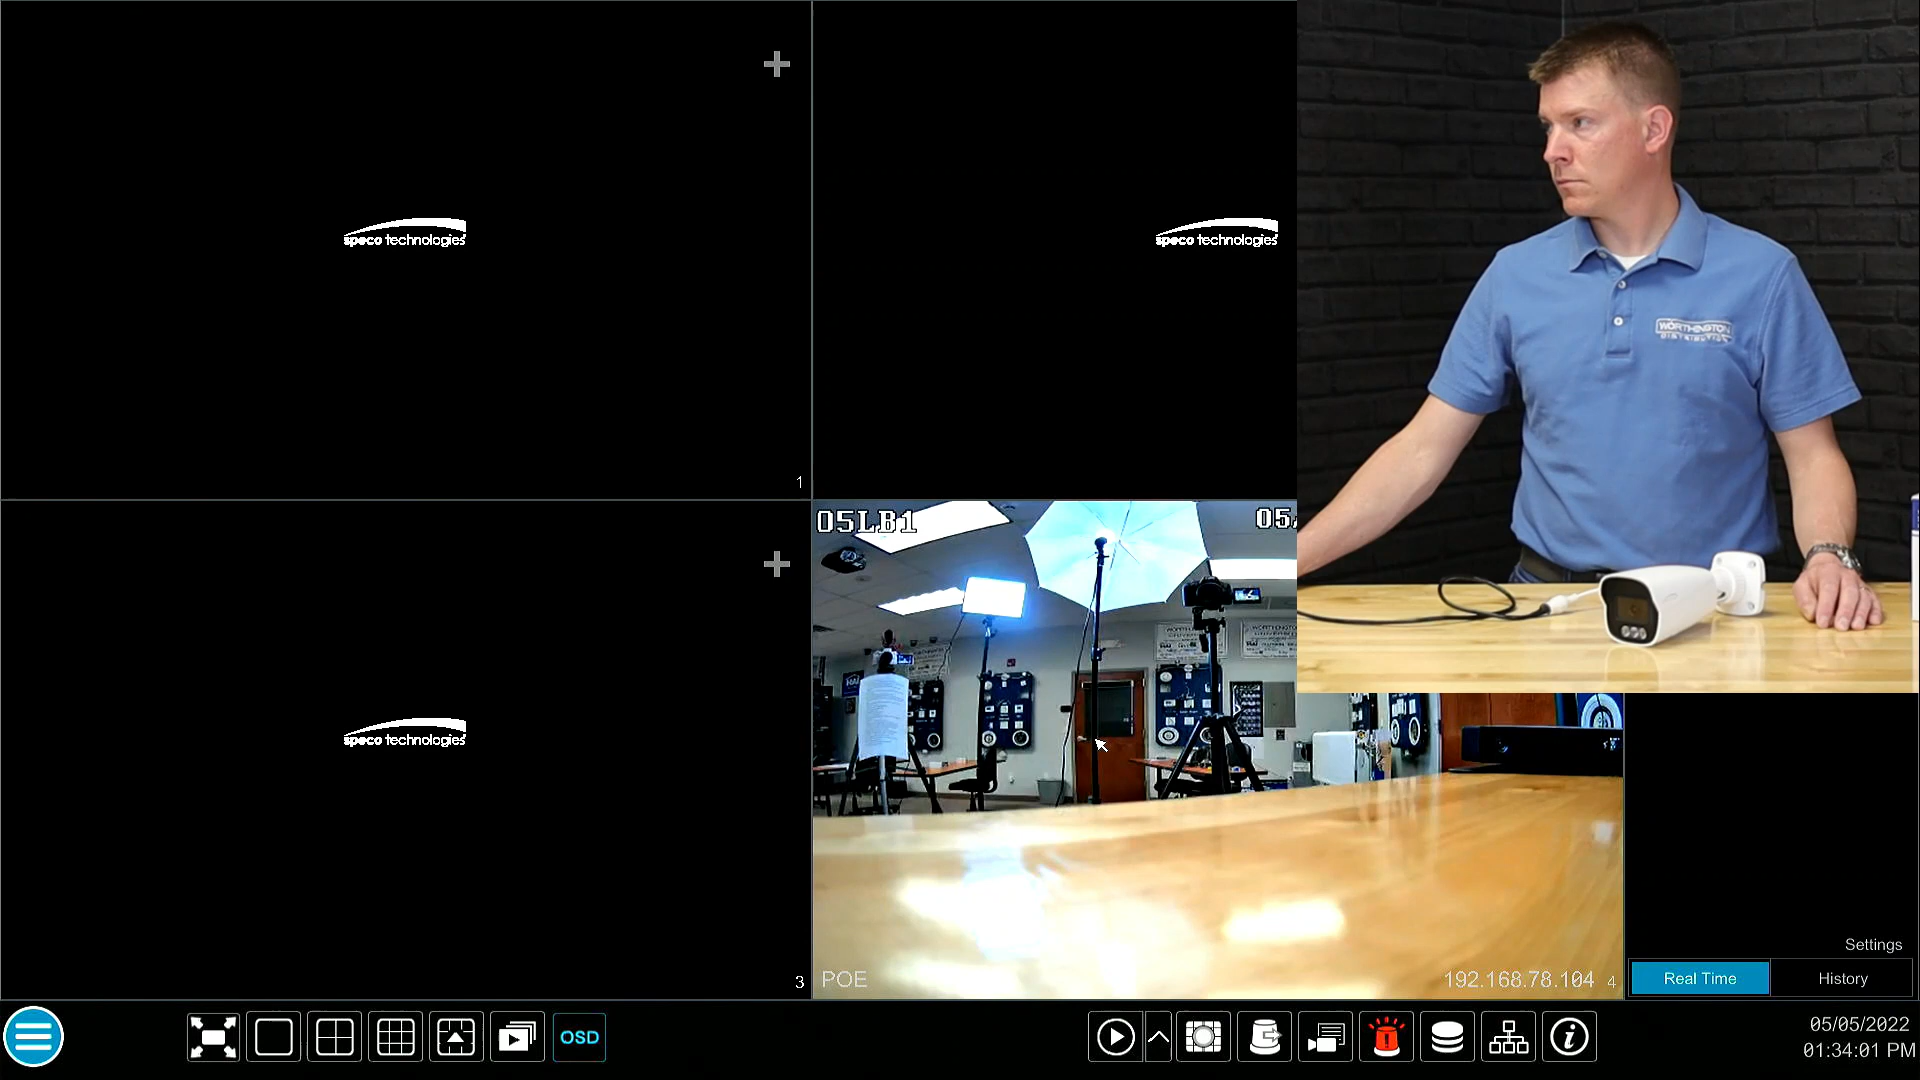 speco technologies
1
speco technologies
WORTHINGTON
DISTRIBUTION
speco technologies
3
05LB1
05/
POE
192.168.78.104
4
Settings
Real Time
History
OSD
05/05/2022
01:34:01 PM